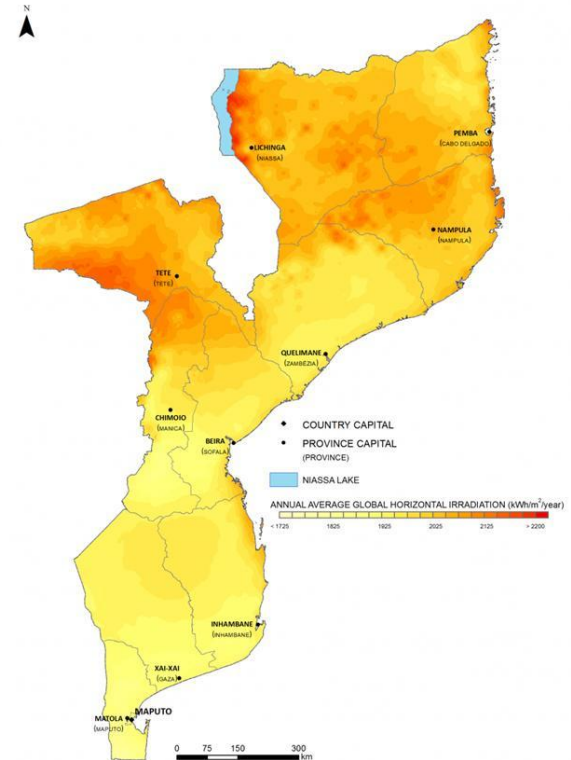 N
LICHINGA
(NIASSA)
PEMBA
(CABO DELGADO)
NAMPULA
(NAMPULA)
TETE
(TETE)
QUELIMANE
(ZAMBÉZIA)
CHIMOIO
(MANICA)
BEIRA
(SOFALA)
COUNTRY CAPITAL
PROVINCE CAPITAL
(PROVINCE)
NIASSA LAKE
ANNUAL AVERAGE GLOBAL HORIZONTAL IRRADIATION (kWh/m²/year)
< 1725 1825 1925 2025 2125 > 2200
INHAMBANE
(INHAMBANE)
XAI-XAI
(GAZA)
MAPUTO
MATOLA
(MAPUTO)
0 75 150 300
km